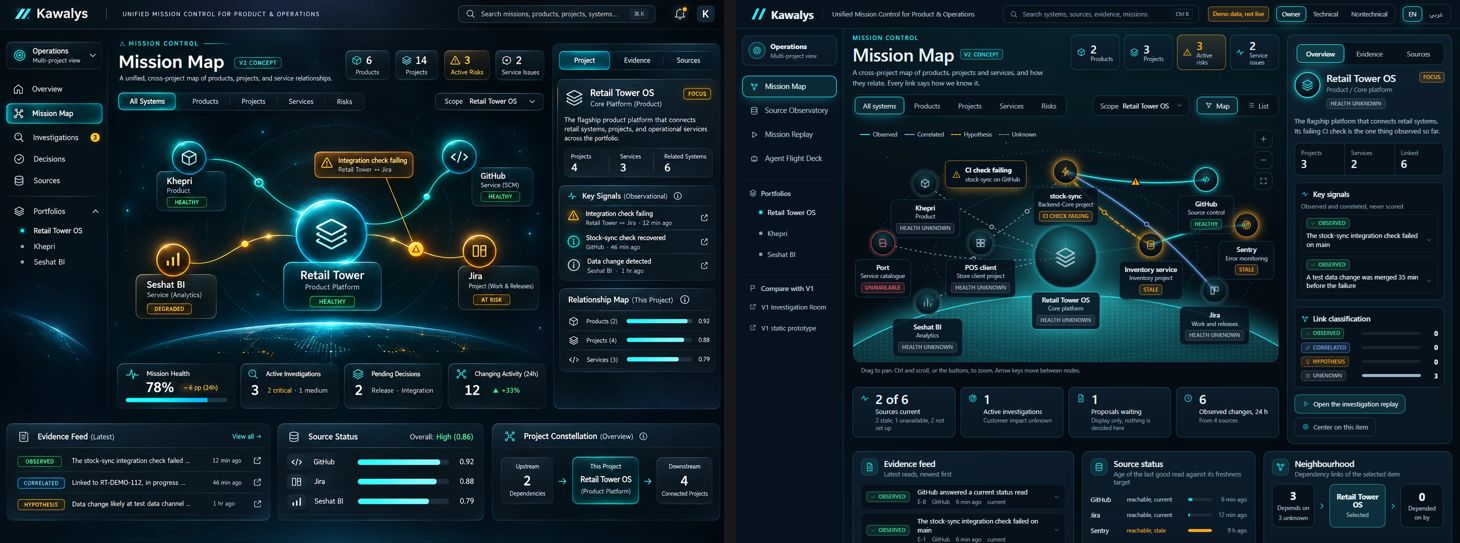 Kawalys
UNIFIED MISSION CONTROL FOR PRODUCT & OPERATIONS
Search missions, products, projects, systems...
⌘ K
K
Operations
Multi-project view
Overview
Mission Map
Investigations
3
Decisions
Sources
Portfolios
Retail Tower OS
Khepri
Seshat BI
MISSION CONTROL
Mission Map
V2 CONCEPT
A unified, cross-project map of products, projects, and service relationships.
6
Products
14
Projects
3
Active Risks
2
Service Issues
All Systems
Products
Projects
Services
Risks
Scope Retail Tower OS
Integration check failing
Retail Tower ↔ Jira
Khepri
Product
HEALTHY
GitHub
Service (SCM)
HEALTHY
Seshat BI
Service (Analytics)
DEGRADED
Retail Tower
Product Platform
HEALTHY
Jira
Project (Work & Releases)
AT RISK
Mission Health
78%
−6 pp (24h)
Active Investigations
3
2 critical · 1 medium
Pending Decisions
2
Release · Integration
Changing Activity (24h)
12
▲ +33%
Project
Evidence
Sources
Retail Tower OS
Core Platform (Product)
FOCUS
The flagship product platform that connects
retail systems, projects, and operational services
across the portfolio.
Projects
4
Services
3
Related Systems
6
Key Signals (Observational)
Integration check failing
Retail Tower ↔ Jira · 12 min ago
Stock-sync check recovered
GitHub · 46 min ago
Data change detected
Seshat BI · 1 hr ago
Relationship Map (This Project)
Products (2)
0.92
Projects (4)
0.88
Services (3)
0.79
Evidence Feed (Latest)
View all →
OBSERVED
The stock-sync integration check failed ...
12 min ago
CORRELATED
Linked to RT-DEMO-112, in progress ...
46 min ago
HYPOTHESIS
Data change likely at test data channel ...
1 hr ago
Source Status
Overall: High (0.86)
GitHub
0.92
Jira
0.88
Seshat BI
0.79
Project Constellation (Overview)
Upstream
2
Dependencies
This Project
Retail Tower OS
(Product Platform)
Downstream
4
Connected Projects
Kawalys
Unified Mission Control for Product & Operations
Search systems, sources, evidence, missions
Ctrl K
Demo data, not live
Owner
Technical
Nontechnical
EN
عربي
Operations
Multi-project view
Mission Map
Source Observatory
Mission Replay
Agent Flight Deck
Portfolios
Retail Tower OS
Khepri
Seshat BI
Compare with V1
V1 Investigation Room
V1 static prototype
MISSION CONTROL
Mission Map
V2 CONCEPT
A cross-project map of products, projects and services, and how
they relate. Every link says how we know it.
2
Products
3
Projects
3
Active
risks
2
Service
issues
All systems
Products
Projects
Services
Risks
Scope Retail Tower OS
Map
List
Observed
Correlated
Hypothesis
Unknown
CI check failing
stock-sync on GitHub
Khepri
Product
HEALTH UNKNOWN
stock-sync
Backend-Core project
CI CHECK FAILING
GitHub
Source control
HEALTHY
Sentry
Error monitoring
STALE
Port
Service catalogue
UNAVAILABLE
POS client
Store client project
HEALTH UNKNOWN
Inventory service
Inventory project
STALE
Retail Tower OS
Core platform
HEALTH UNKNOWN
Seshat BI
Analytics
HEALTH UNKNOWN
Jira
Work and releases
HEALTH UNKNOWN
Drag to pan. Ctrl and scroll, or the buttons, to zoom. Arrow keys move between nodes.
2 of 6
Sources current
2 stale, 1 unavailable, 2 not
set up
1
Active investigations
Customer impact unknown
1
Proposals waiting
Display only, nothing is
decided here
6
Observed changes, 24 h
From 4 sources
Overview
Evidence
Sources
Retail Tower OS
Product / Core platform
HEALTH UNKNOWN
FOCUS
The flagship platform that connects retail systems.
Its failing CI check is the one thing observed so far.
Projects
3
Services
2
Linked
6
Key signals
Observed and correlated, never scored
OBSERVED
The stock-sync integration check failed
on main
OBSERVED
A test data change was merged 35 min
before the failure
Link classification
OBSERVED
0
CORRELATED
0
HYPOTHESIS
0
UNKNOWN
3
Open the investigation replay
Center on this item
Evidence feed
Latest reads, newest first
OBSERVED
GitHub answered a current status read
E-8 GitHub 6 min ago current
OBSERVED
The stock-sync integration check failed on
main
E-1 GitHub 6 min ago current
Source status
Age of the last good read against its freshness
target
GitHub
reachable, current
6 min ago
Jira
reachable, current
12 min ago
Sentry
reachable, stale
9 h ago
Neighbourhood
Dependency links of the selected item
3
Depends on
3 unknown
Retail Tower
OS
Selected
0
Depended
on by